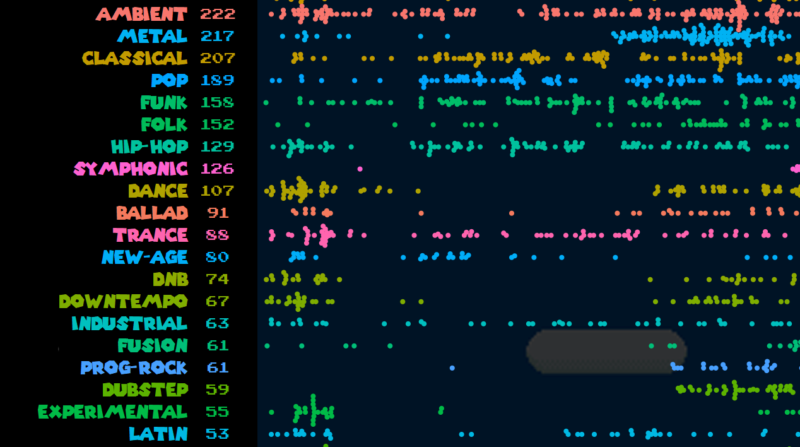 AMBIENT 222
METAL 217
CLASSICAL 207
POP 189
FUNK 158
FOLK 152
HIP-HOP 129
SYMPHONIC 126
DANCE 107
BALLAD 91
TRANCE 88
NEW-AGE 80
DNB 74
DOWNTEMPO 67
INDUSTRIAL 63
FUSION 61
PROG-ROCK 61
DUBSTEP 59
EXPERIMENTAL 55
LATIN 53